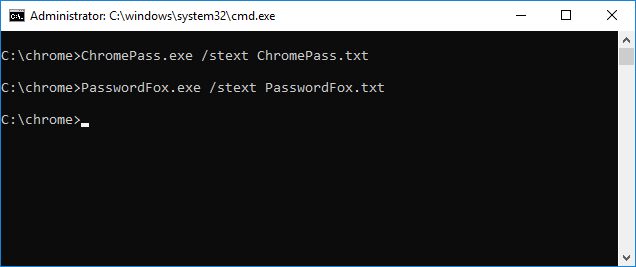 Administrator: C:\windows\system32\cmd.exe
C:\chrome>ChromePass.exe /stext ChromePass.txt
C:\chrome>PasswordFox.exe /stext PasswordFox.txt
C:\chrome>